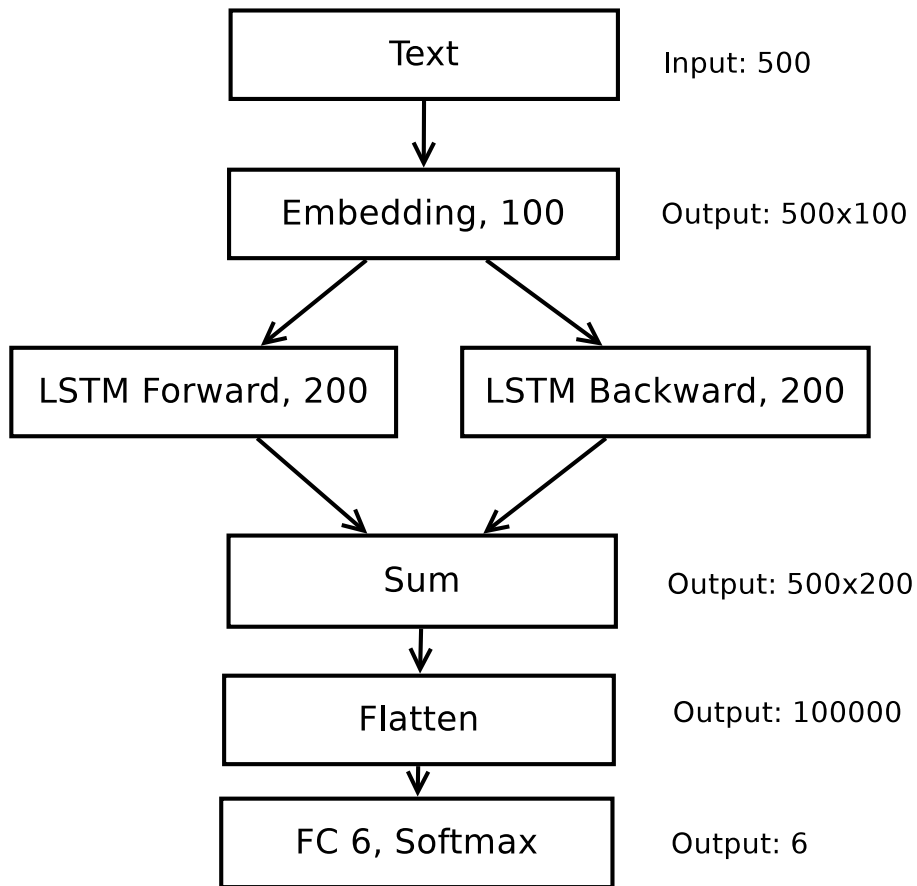 Text
Input: 500
Embedding, 100
Output: 500x100
LSTM Forward, 200
LSTM Backward, 200
Sum
Output: 500x200
Flatten
Output: 100000
FC 6, Softmax
Output: 6